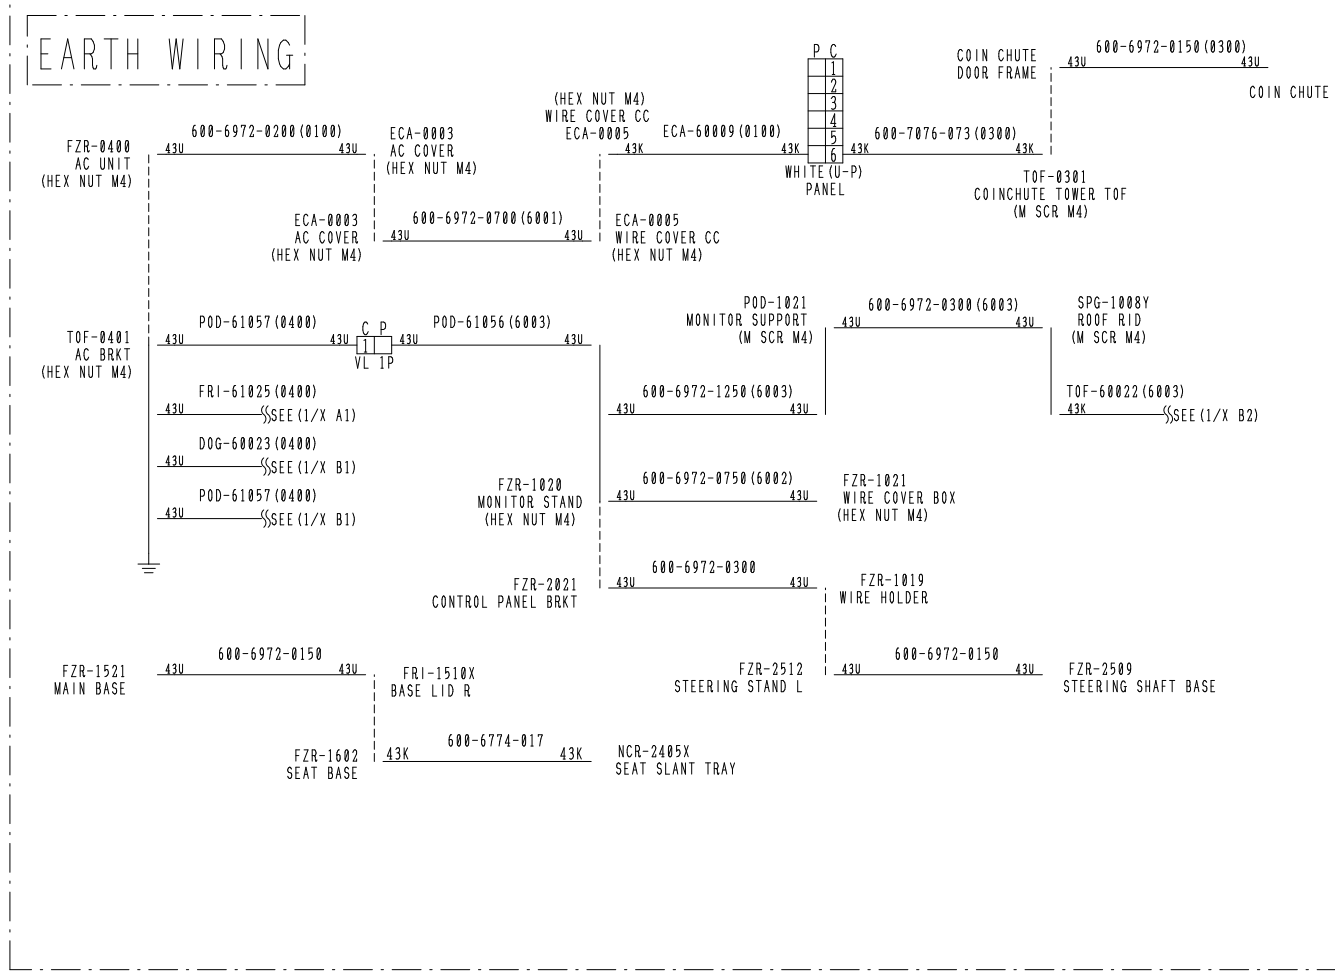 EARTH WIRING
FZR-0400
AC UNIT
(HEX NUT M4)
600-6972-0200(0100)
43U
43U
ECA-0003
AC COVER
(HEX NUT M4)
ECA-0003
AC COVER
(HEX NUT M4)
600-6972-0700(6001)
43U
43U
(HEX NUT M4)
WIRE COVER CC
ECA-0005
ECA-0005
WIRE COVER CC
(HEX NUT M4)
ECA-60009(0100)
43K
43K
P C
1
2
3
4
5
6
WHITE(U-P)
PANEL
600-7076-073(0300)
43K
43K
COIN CHUTE
DOOR FRAME
600-6972-0150(0300)
43U
43U
COIN CHUTE
TOF-0301
COINCHUTE TOWER TOF
(M SCR M4)
TOF-0401
AC BRKT
(HEX NUT M4)
POD-61057(0400)
43U
43U
C P
1
VL 1P
POD-61056(6003)
43U
43U
FRI-61025(0400)
43U
SEE(1/X A1)
DOG-60023(0400)
43U
SEE(1/X B1)
POD-61057(0400)
43U
SEE(1/X B1)
POD-1021
MONITOR SUPPORT
(M SCR M4)
600-6972-0300(6003)
43U
43U
SPG-1008Y
ROOF RID
(M SCR M4)
600-6972-1250(6003)
43U
43U
TOF-60022(6003)
43K
SEE(1/X B2)
FZR-1020
MONITOR STAND
(HEX NUT M4)
600-6972-0750(6002)
43U
43U
FZR-1021
WIRE COVER BOX
(HEX NUT M4)
FZR-2021
CONTROL PANEL BRKT
600-6972-0300
43U
43U
FZR-1019
WIRE HOLDER
FZR-1521
MAIN BASE
600-6972-0150
43U
43U
FRI-1510X
BASE LID R
FZR-2512
STEERING STAND L
600-6972-0150
43U
43U
FZR-2509
STEERING SHAFT BASE
FZR-1602
SEAT BASE
600-6774-017
43K
43K
NCR-2405X
SEAT SLANT TRAY